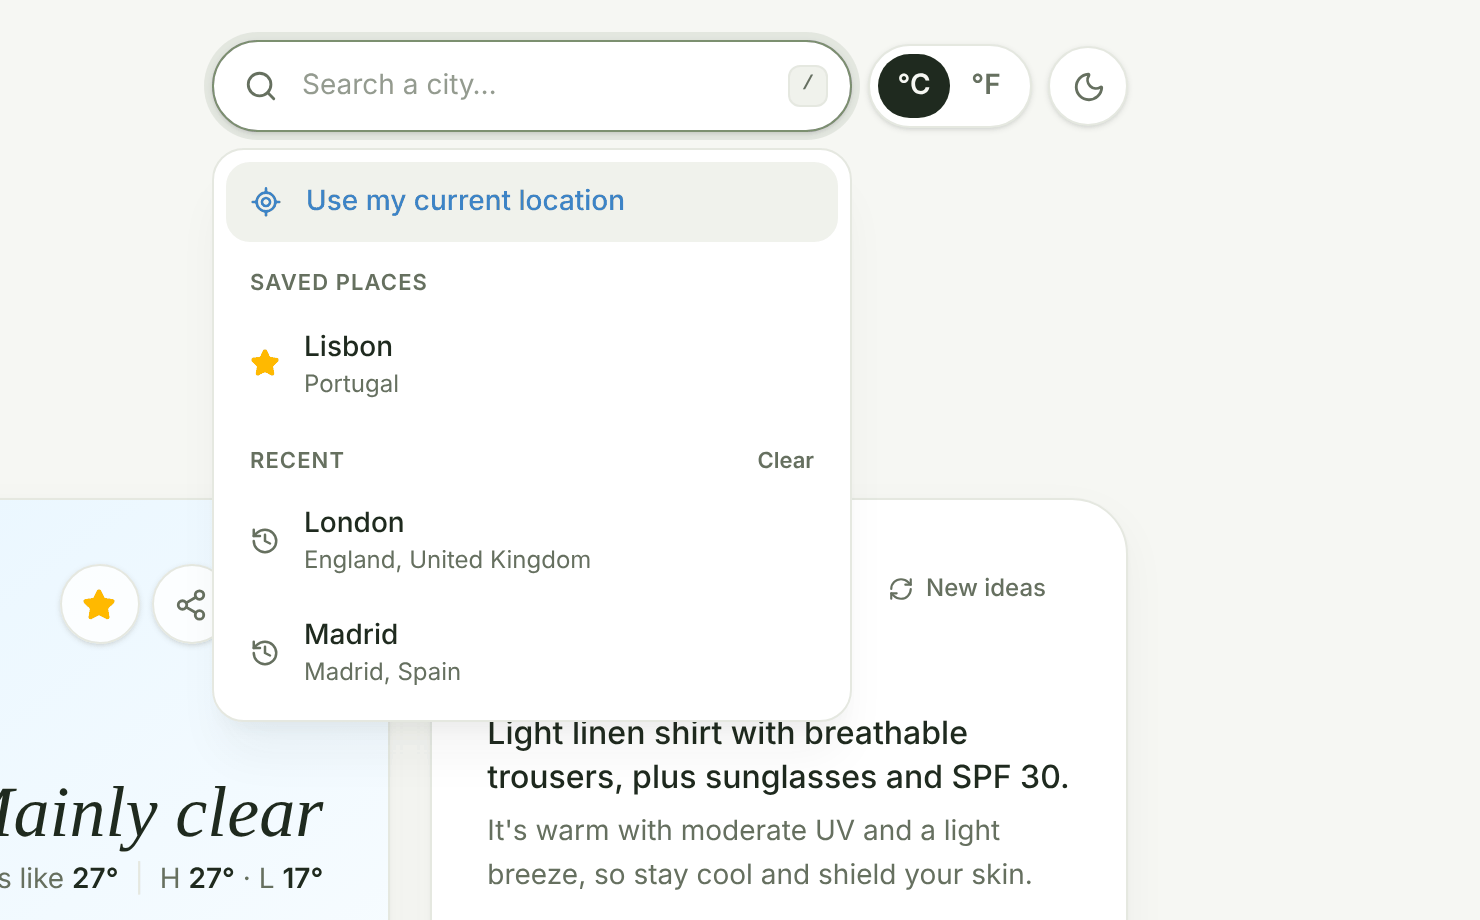 Search a city...
/
°C
°F
Use my current location
SAVED PLACES
Lisbon
Portugal
RECENT
Clear
London
England, United Kingdom
Madrid
Madrid, Spain
New ideas
Light linen shirt with breathable
trousers, plus sunglasses and SPF 30.
It's warm with moderate UV and a light
breeze, so stay cool and shield your skin.
Mainly clear
s like 27°
H 27° · L 17°